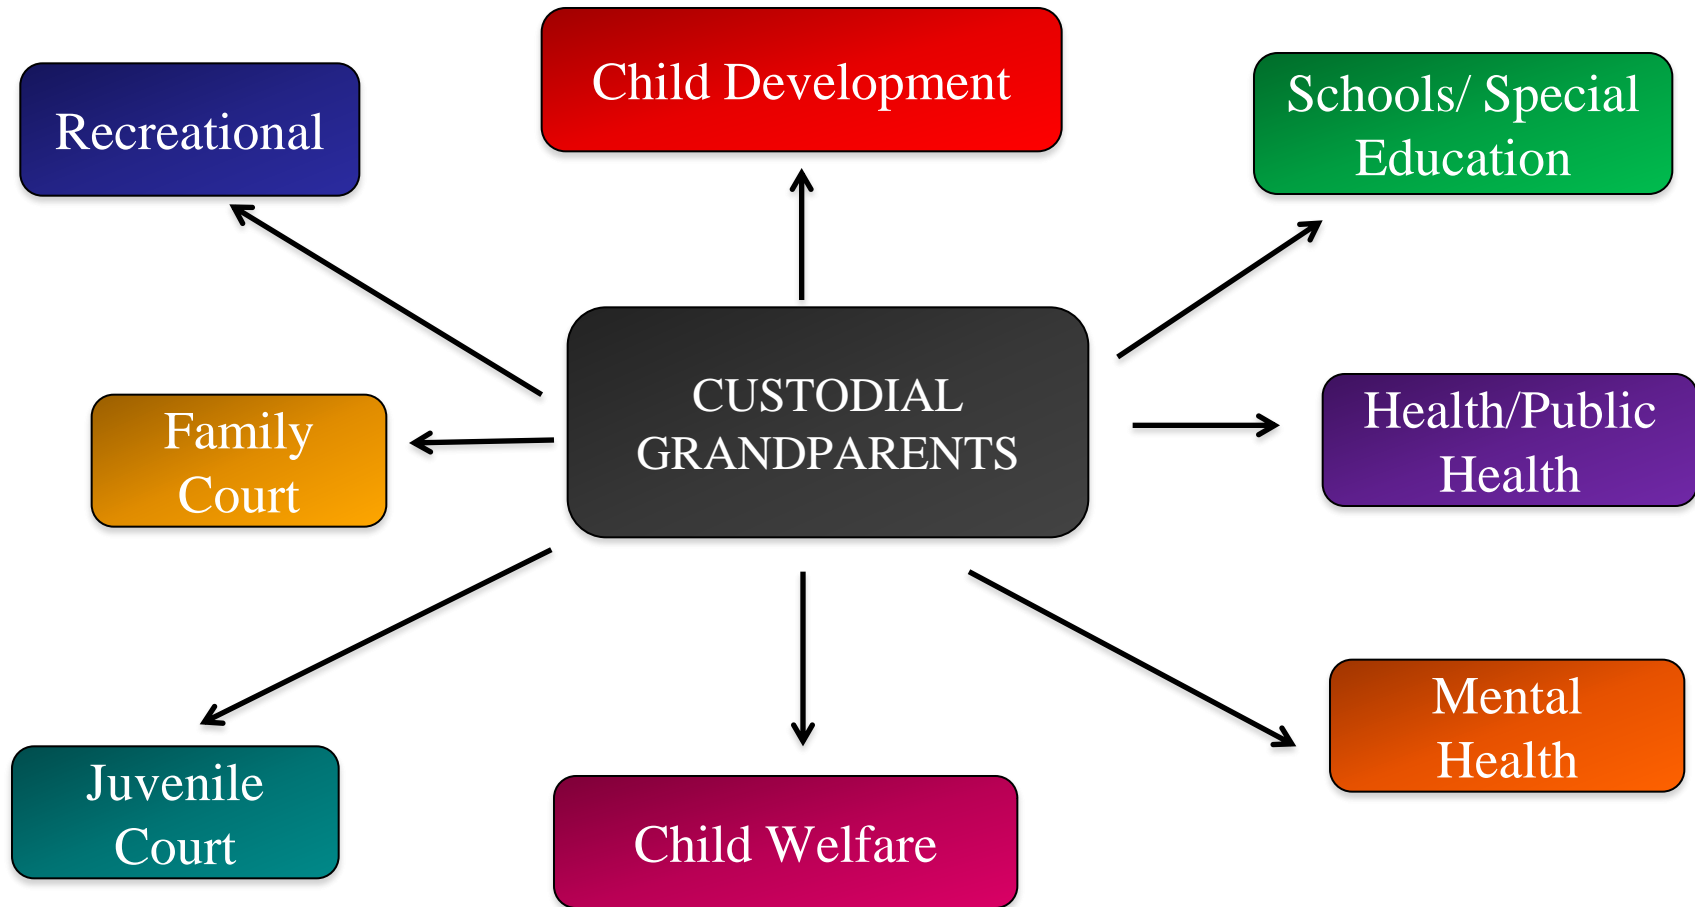 Child Development
Recreational
Schools/ Special
Education
CUSTODIAL
GRANDPARENTS
Family
Court
Health/Public
Health
Mental
Health
Juvenile
Court
Child Welfare